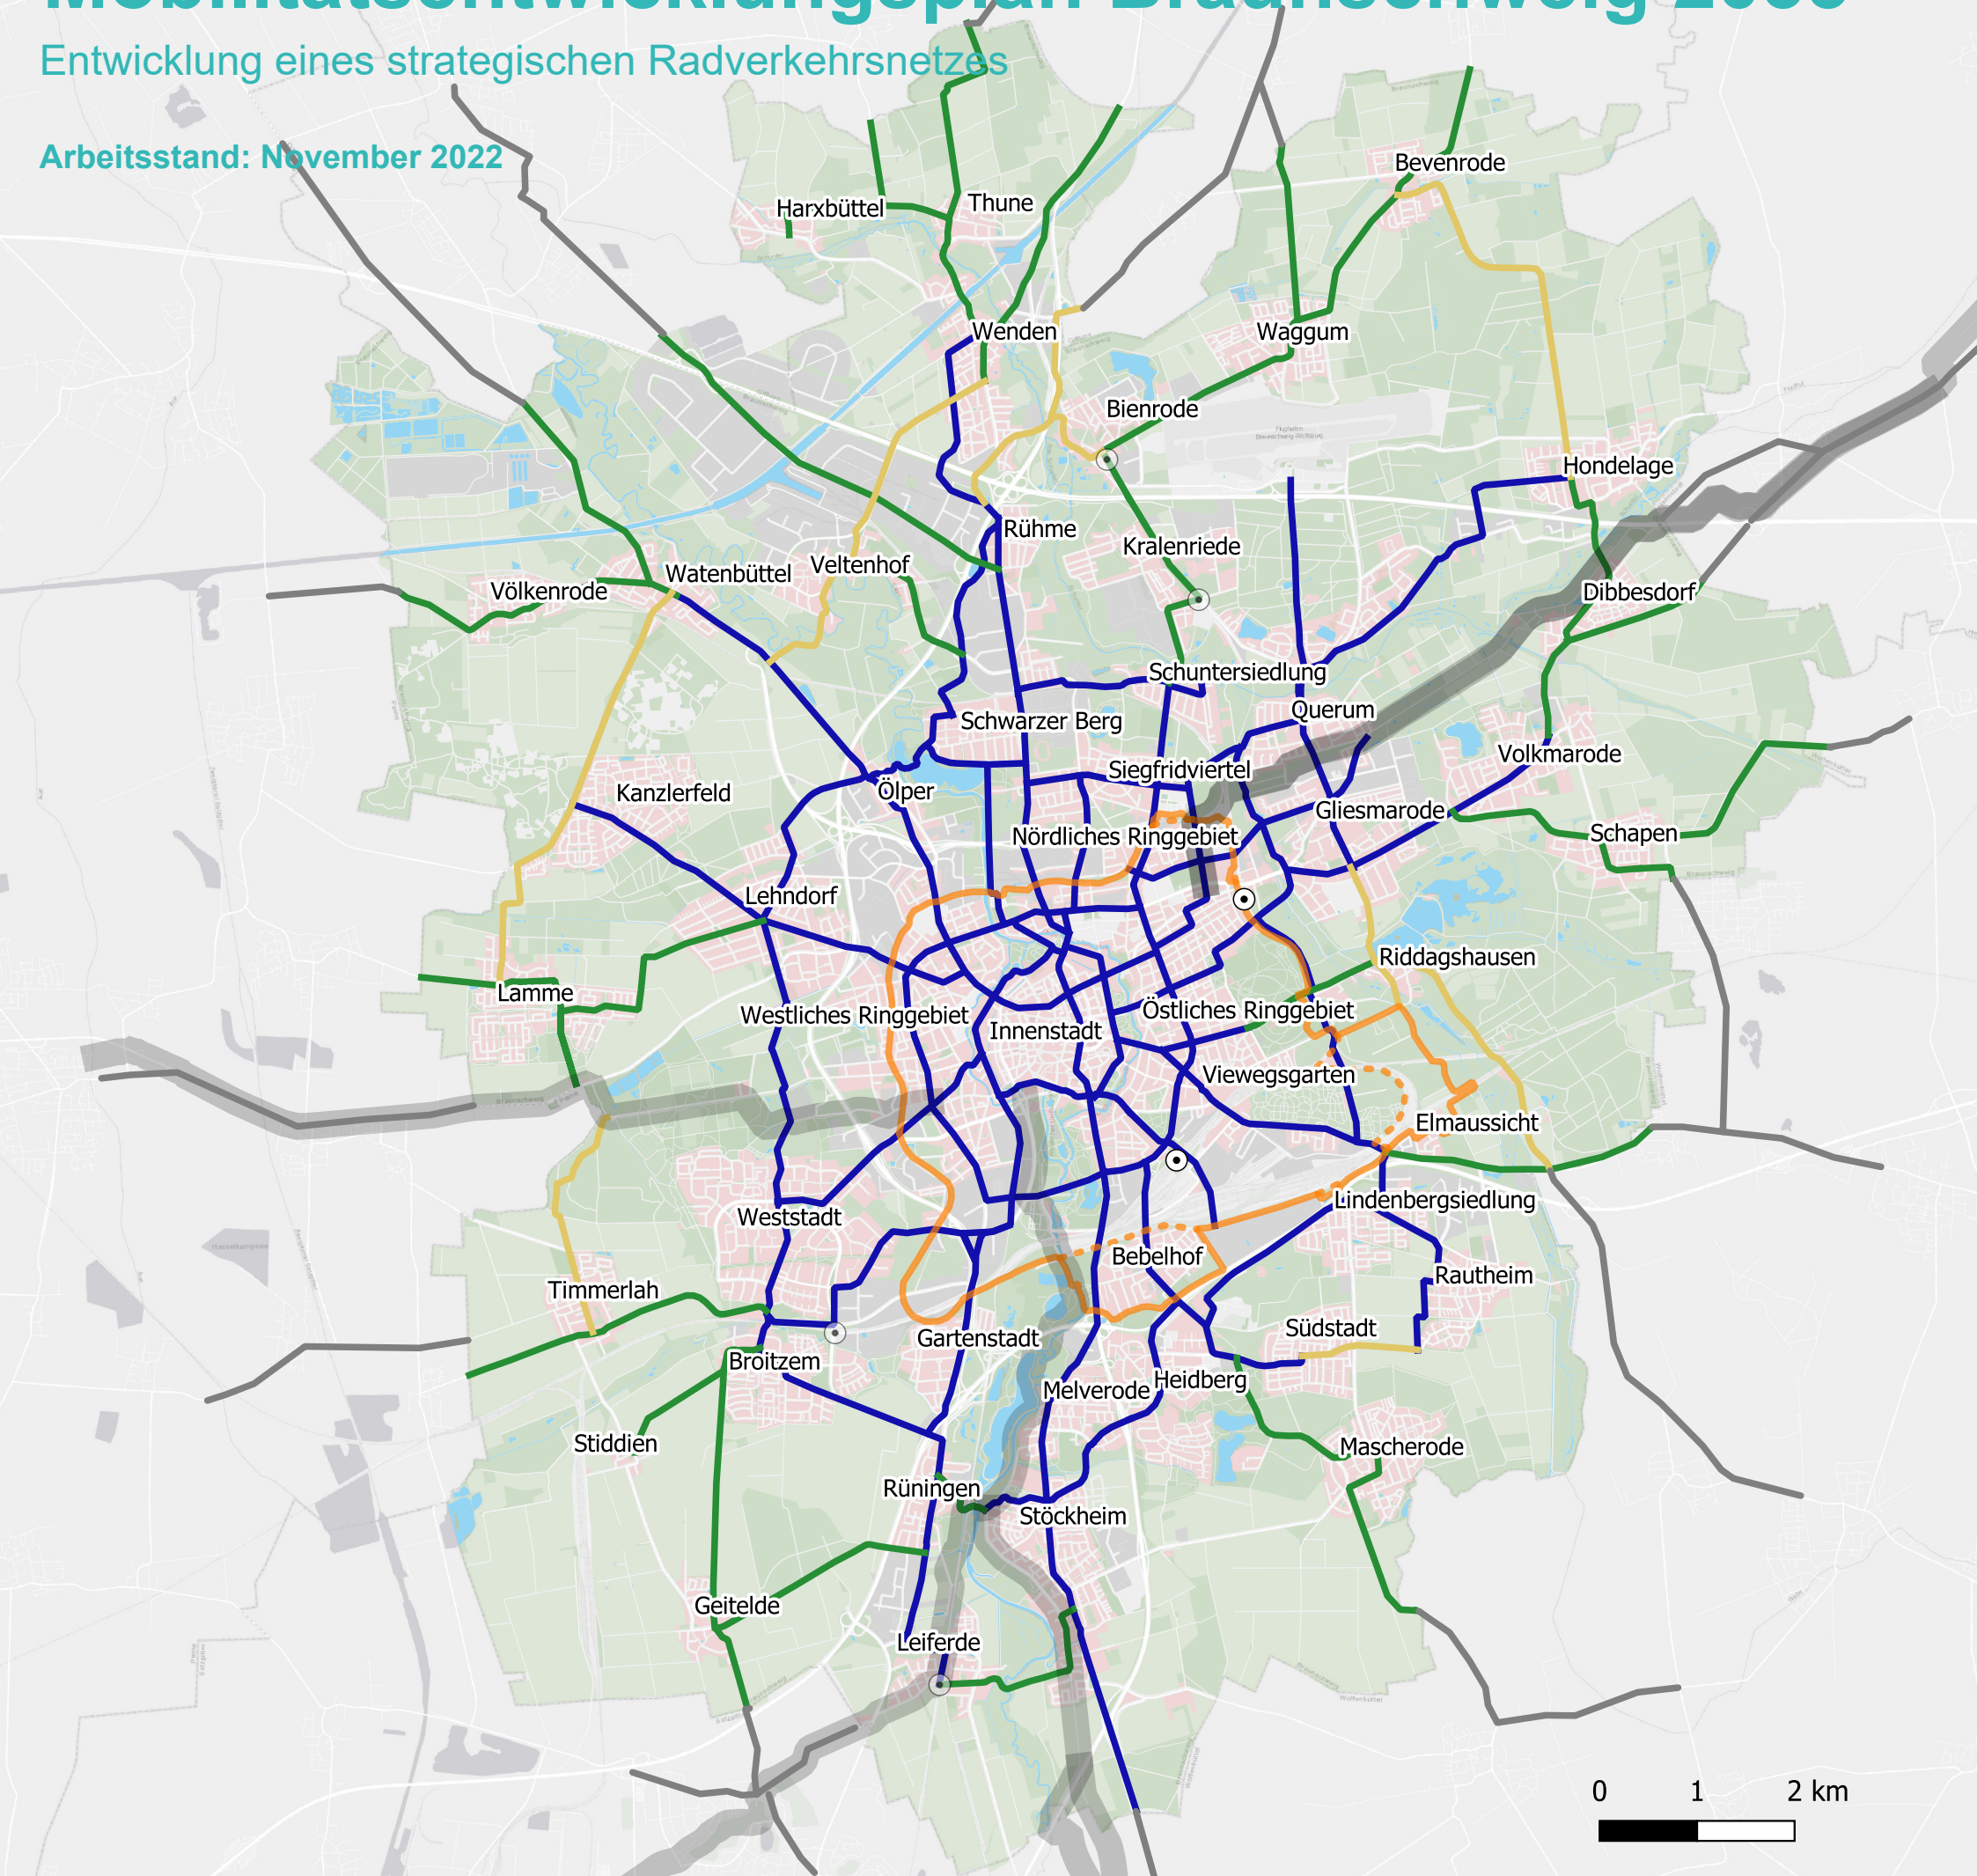 Mobilitätsentwicklungsplan Braunschweig
Entwicklung eines strategischen Radverkehrsnetzes
Arbeitsstand: November 2022
Bevenrode
Harxbüttel
Thune
Wenden
Waggum
Bienrode
Hondelage
Rühme
Kralenriede
Veltenhof
Watenbüttel
Völkenrode
Dibbesdorf
Schuntersiedlung
Querum
Schwarzer Berg
Volkmarode
Siegfridviertel
Kanzlerfeld
Ölper
Gliesmarode
Nördliches Ringgebiet
Schapen
Lehndorf
Riddagshausen
Lamme
Westliches Ringgebiet
Östliches Ringgebiet
Innenstadt
Viewegsgarten
Elmaussicht
Lindenbergsiedlung
Weststadt
Bebelhof
Timmerlah
Rautheim
Südstadt
Gartenstadt
Broitzem
Heidberg
Melverode
Stiddien
Mascherode
Rüningen
Stöckheim
Geitelde
Leiferde
0 1 2 km